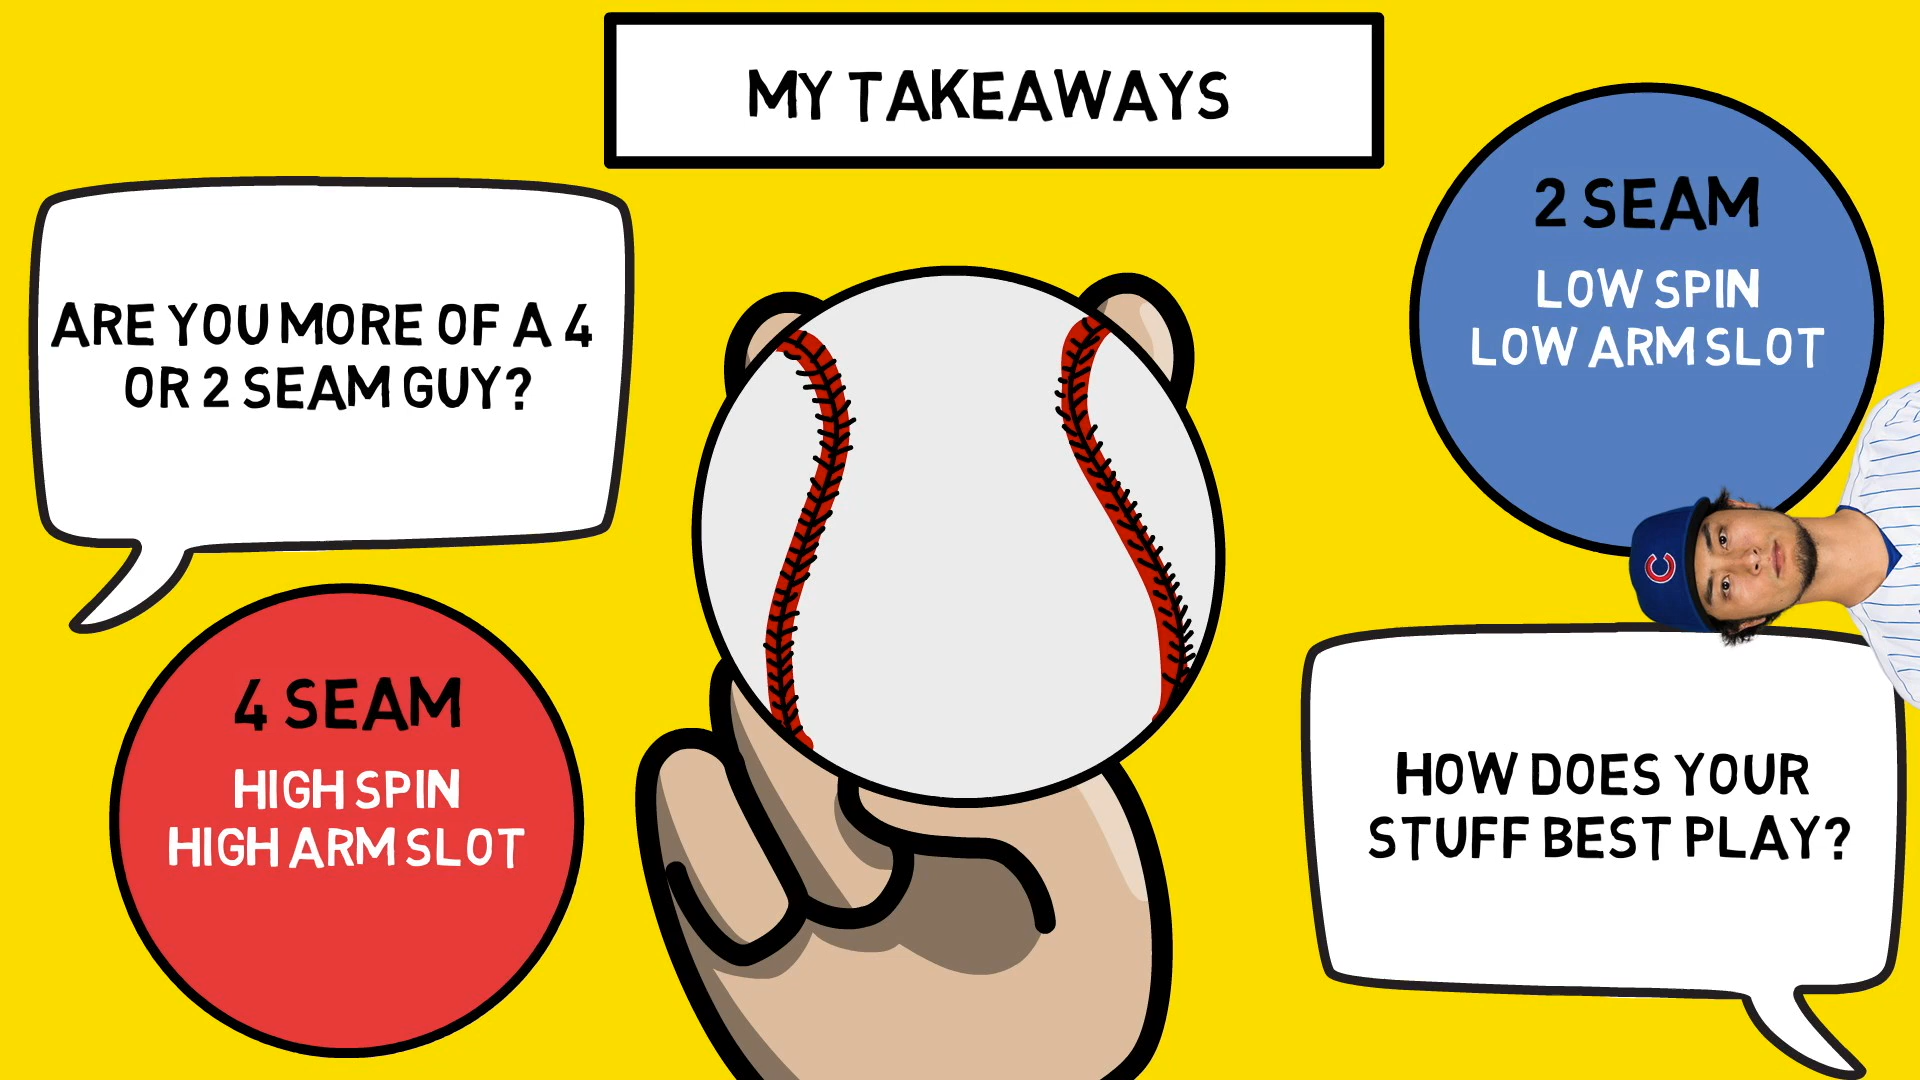 MY TAKEAWAYS
ARE YOU MORE OF A 4
OR 2 SEAM GUY?
2 SEAM
LOW SPIN
LOW ARM SLOT
C
4 SEAM
HIGH SPIN
HIGH ARM SLOT
HOW DOES YOUR
STUFF BEST PLAY?